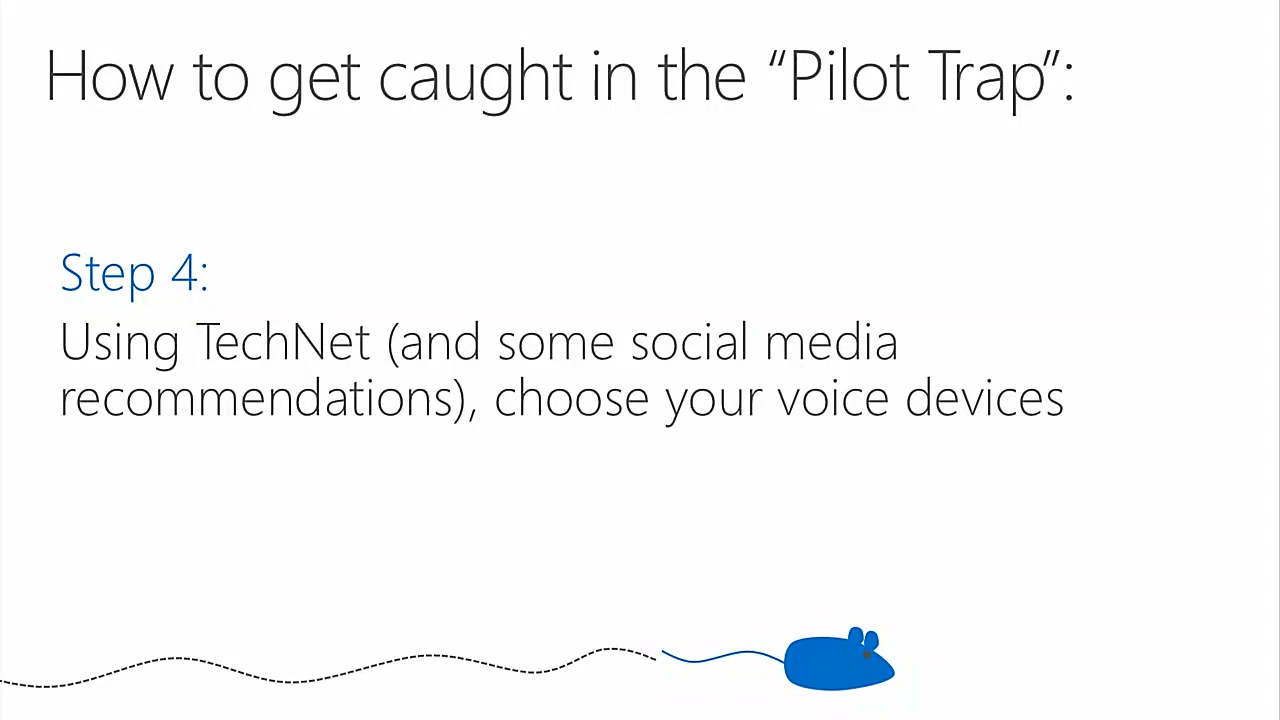 How to get caught in the “Pilot Trap”:
Step 4:
Using TechNet (and some social media
recommendations), choose your voice devices